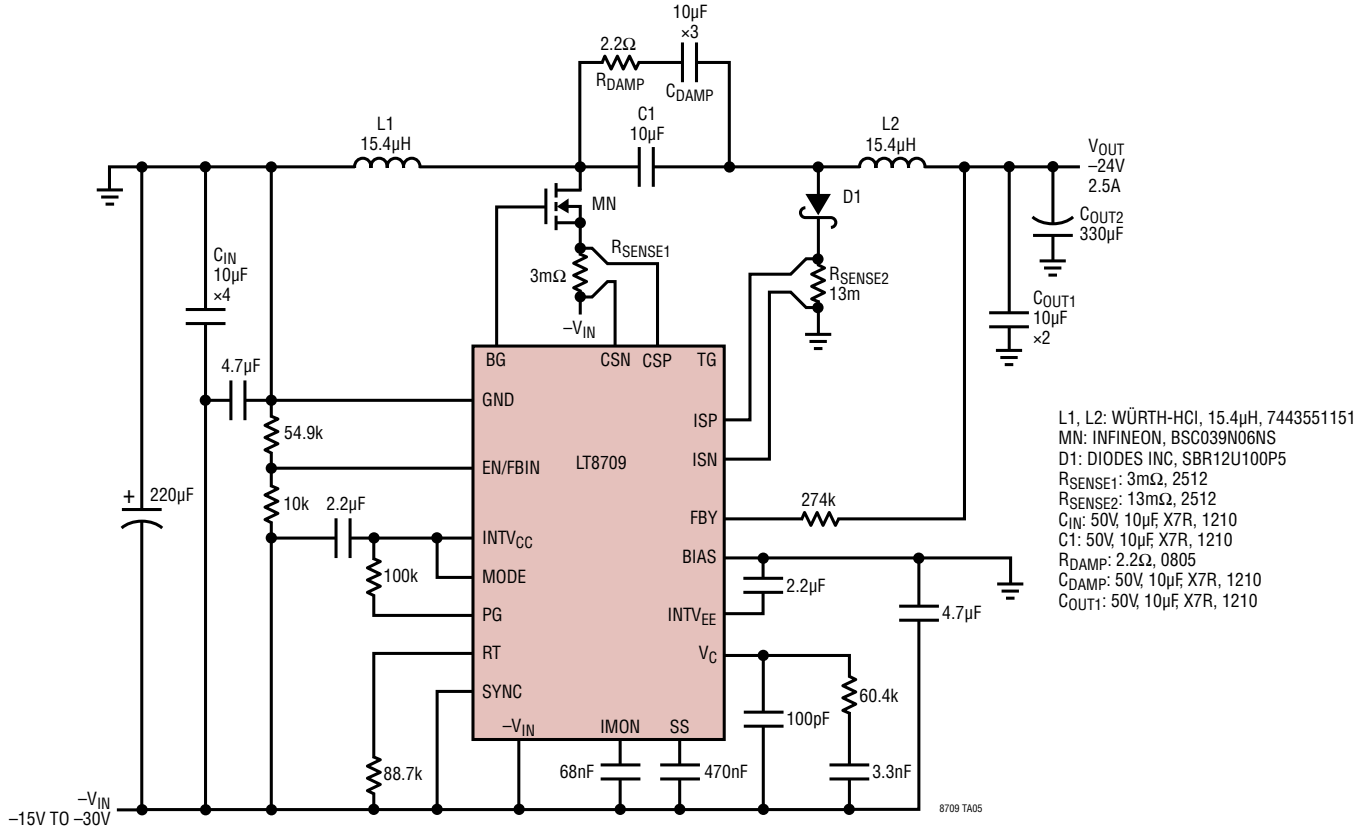 10µF
×3
2.2Ω
RDAMP
CDAMP
L1
15.4µH
C1
10µF
L2
15.4µH
VOUT
–24V
2.5A
MN
D1
COUT2
330µF
CIN
10µF
×4
RSENSE1
3mΩ
–VIN
RSENSE2
13m
COUT1
10µF
×2
4.7µF
BG
CSN
CSP
TG
GND
ISP
54.9k
EN/FBIN
LT8709
ISN
220µF
+
10k
2.2µF
274k
FBY
INTVCC
BIAS
100k
MODE
2.2µF
4.7µF
PG
INTVEE
RT
VC
SYNC
60.4k
100pF
–VIN
IMON
SS
88.7k
68nF
470nF
3.3nF
–VIN
–15V TO –30V
8709 TA05
L1, L2: WÜRTH-HCI, 15.4µH, 7443551151
MN: INFINEON, BSC039N06NS
D1: DIODES INC, SBR12U100P5
RSENSE1: 3mΩ, 2512
RSENSE2: 13mΩ, 2512
CIN: 50V, 10µF, X7R, 1210
C1: 50V, 10µF, X7R, 1210
RDAMP: 2.2Ω, 0805
CDAMP: 50V, 10µF, X7R, 1210
COUT1: 50V, 10µF, X7R, 1210